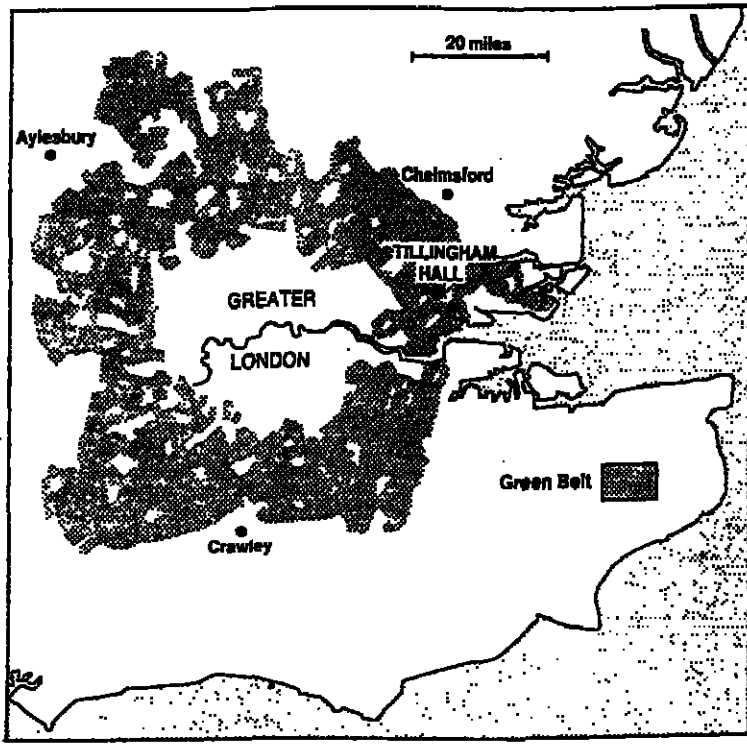 20 miles
Aylesbury
Chelmsford
TILLINGHAM
HALL
GREATER
LONDON
Green Belt
Crawley